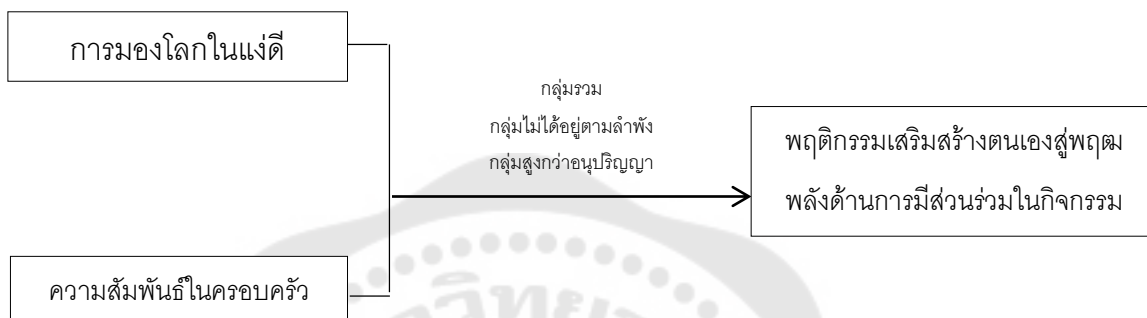 การมองโลกในแง่ดี
กลุ่มรวม
กลุ่มไม่ได้อยู่ตามลำพัง
กลุ่มสูงกว่าอนุปริญญา
พฤติกรรมเสริมสร้างตนเองสู่พฤฒ
พลังด้านการมีส่วนร่วมในกิจกรรม
ความสัมพันธ์ในครอบครัว